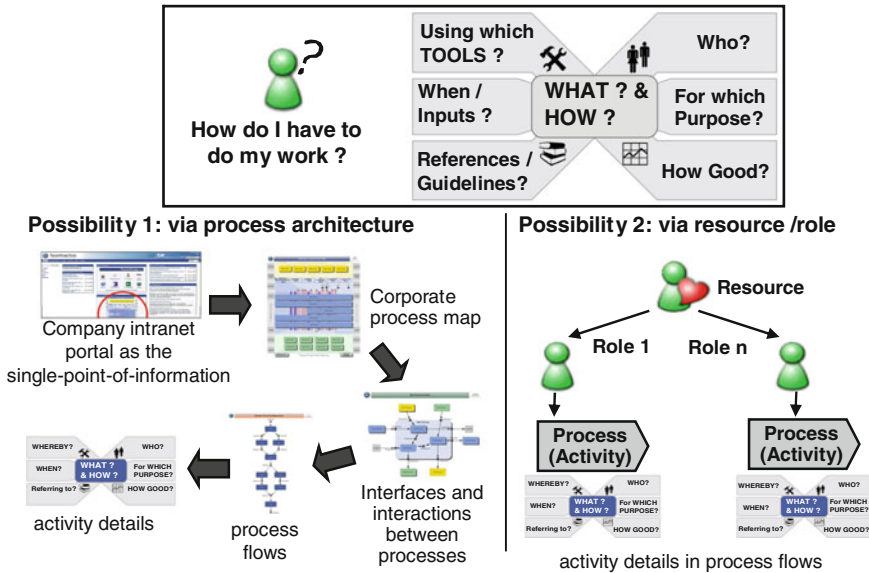 Using which
TOOLS ?
Who?
When /
Inputs ?
WHAT ? &
HOW ?
For which
Purpose?
How do I have to
do my work ?
References /
Guidelines?
How Good?
Possibility 1: via process architecture
Company intranet
portal as the
single-point-of-information
Corporate
process map
Interfaces and
interactions
between
processes
process
flows
WHEREBY?
WHO?
WHEN?
WHAT ?
& HOW ?
For WHICH
PURPOSE?
Referring to?
HOW GOOD?
activity details
Possibility 2: via resource /role
Resource
Role 1
Role n
Process
(Activity)
Process
(Activity)
WHEREBY?
WHO?
WHEN?
WHAT ?
& HOW ?
For WHICH
PURPOSE?
Referring to?
HOW GOOD?
WHEREBY?
WHO?
WHEN?
WHAT ?
& HOW ?
For WHICH
PURPOSE?
Referring to?
HOW GOOD?
activity details in process flows